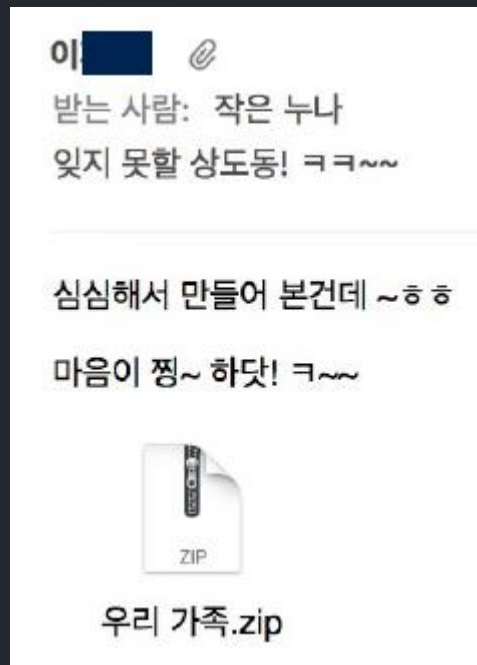 이
받는 사람: 작은 누나
잊지 못할 상도동! ㅋㅋ~~
심심해서 만들어 본건데 ~ㅎㅎ
마음이 찡~ 하닷! ㅋ~~
ZIP
우리 가족.zip